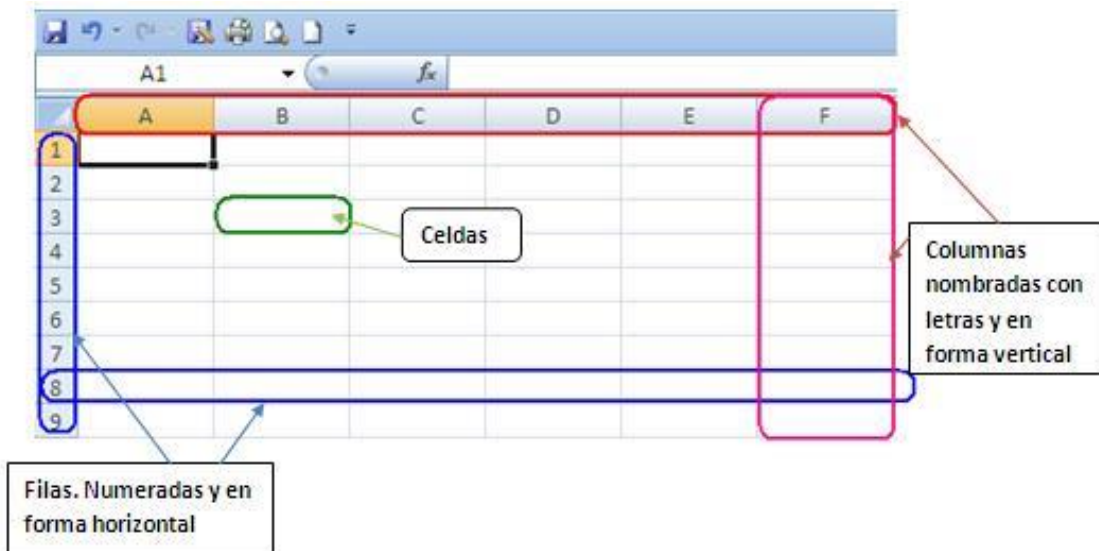 A1
fx
A B C D E F
1
2
3
Celdas
4
5
6
7
8
9
Columnas
nombradas con
letras y en
forma vertical
Filas. Numeradas y en
forma horizontal